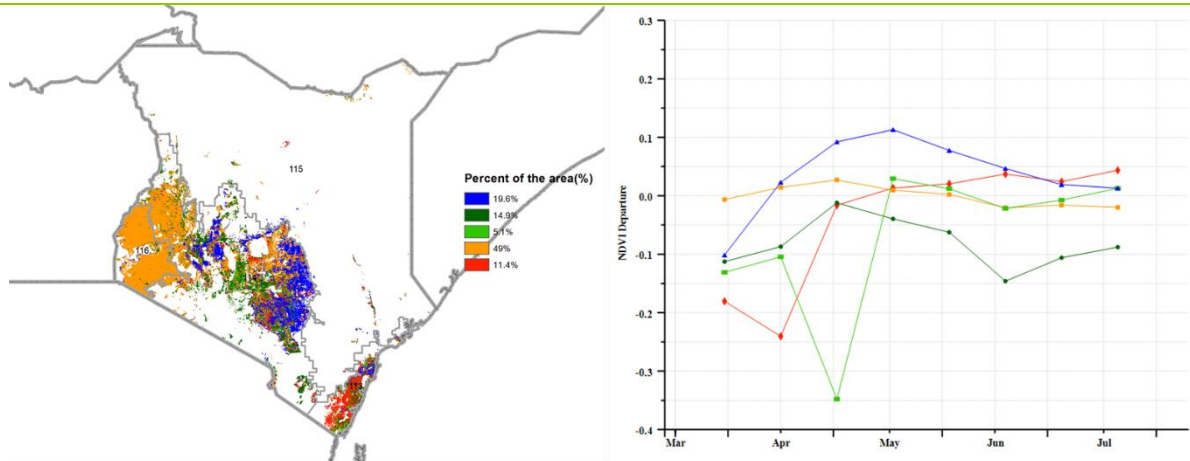 115
116
113
Percent of the area(%)
19.6%
14.9%
5.1%
49%
11.4%
NDVI Departure
0.3
0.2
0.1
0.0
-0.1
-0.2
-0.3
-0.4
Mar
Apr
May
Jun
Jul